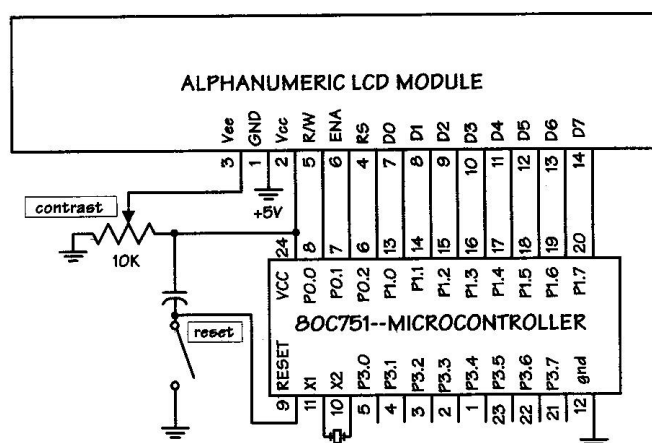 ALPHANUMERIC LCD MODULE
Vee GND Vcc R/W ENA RS D0 D1 D2 D3 D4 D5 D6 D7
3 1 2 5 6 4 7 8 9 10 11 12 13 14
contrast
+5V
10K
24 8 7 6 13 14 15 16 17 18 19 20
VCC P0.0 P0.1 P0.2 P1.0 P1.1 P1.2 P1.3 P1.4 P1.5 P1.6 P1.7
80C751--MICROCONTROLLER
reset
RESET X1 X2 P3.0 P3.1 P3.2 P3.3 P3.4 P3.5 P3.6 P3.7 gnd
9 11 10 5 4 3 2 1 23 22 21 12